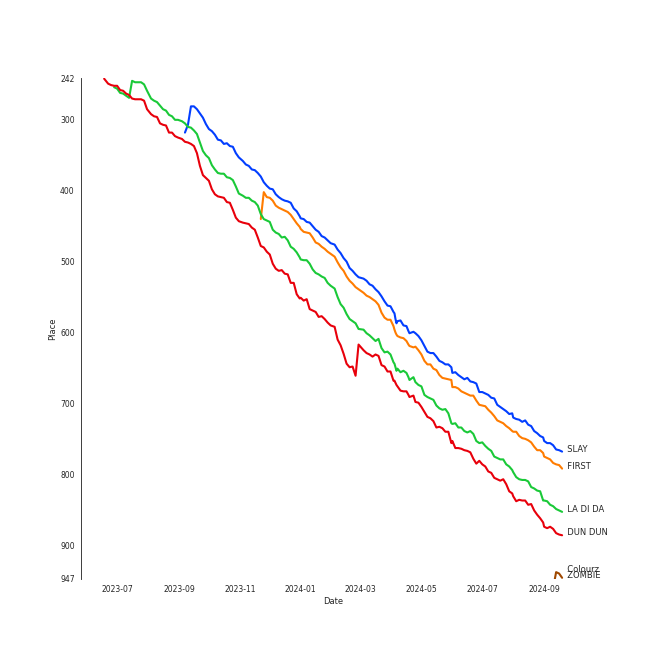 242
300
400
500
600
700
800
900
947
Place
2023-07
2023-09
2023-11
2024-01
2024-03
2024-05
2024-07
2024-09
Date
SLAY
FIRST
LA DI DA
DUN DUN
Colourz
ZOMBIE